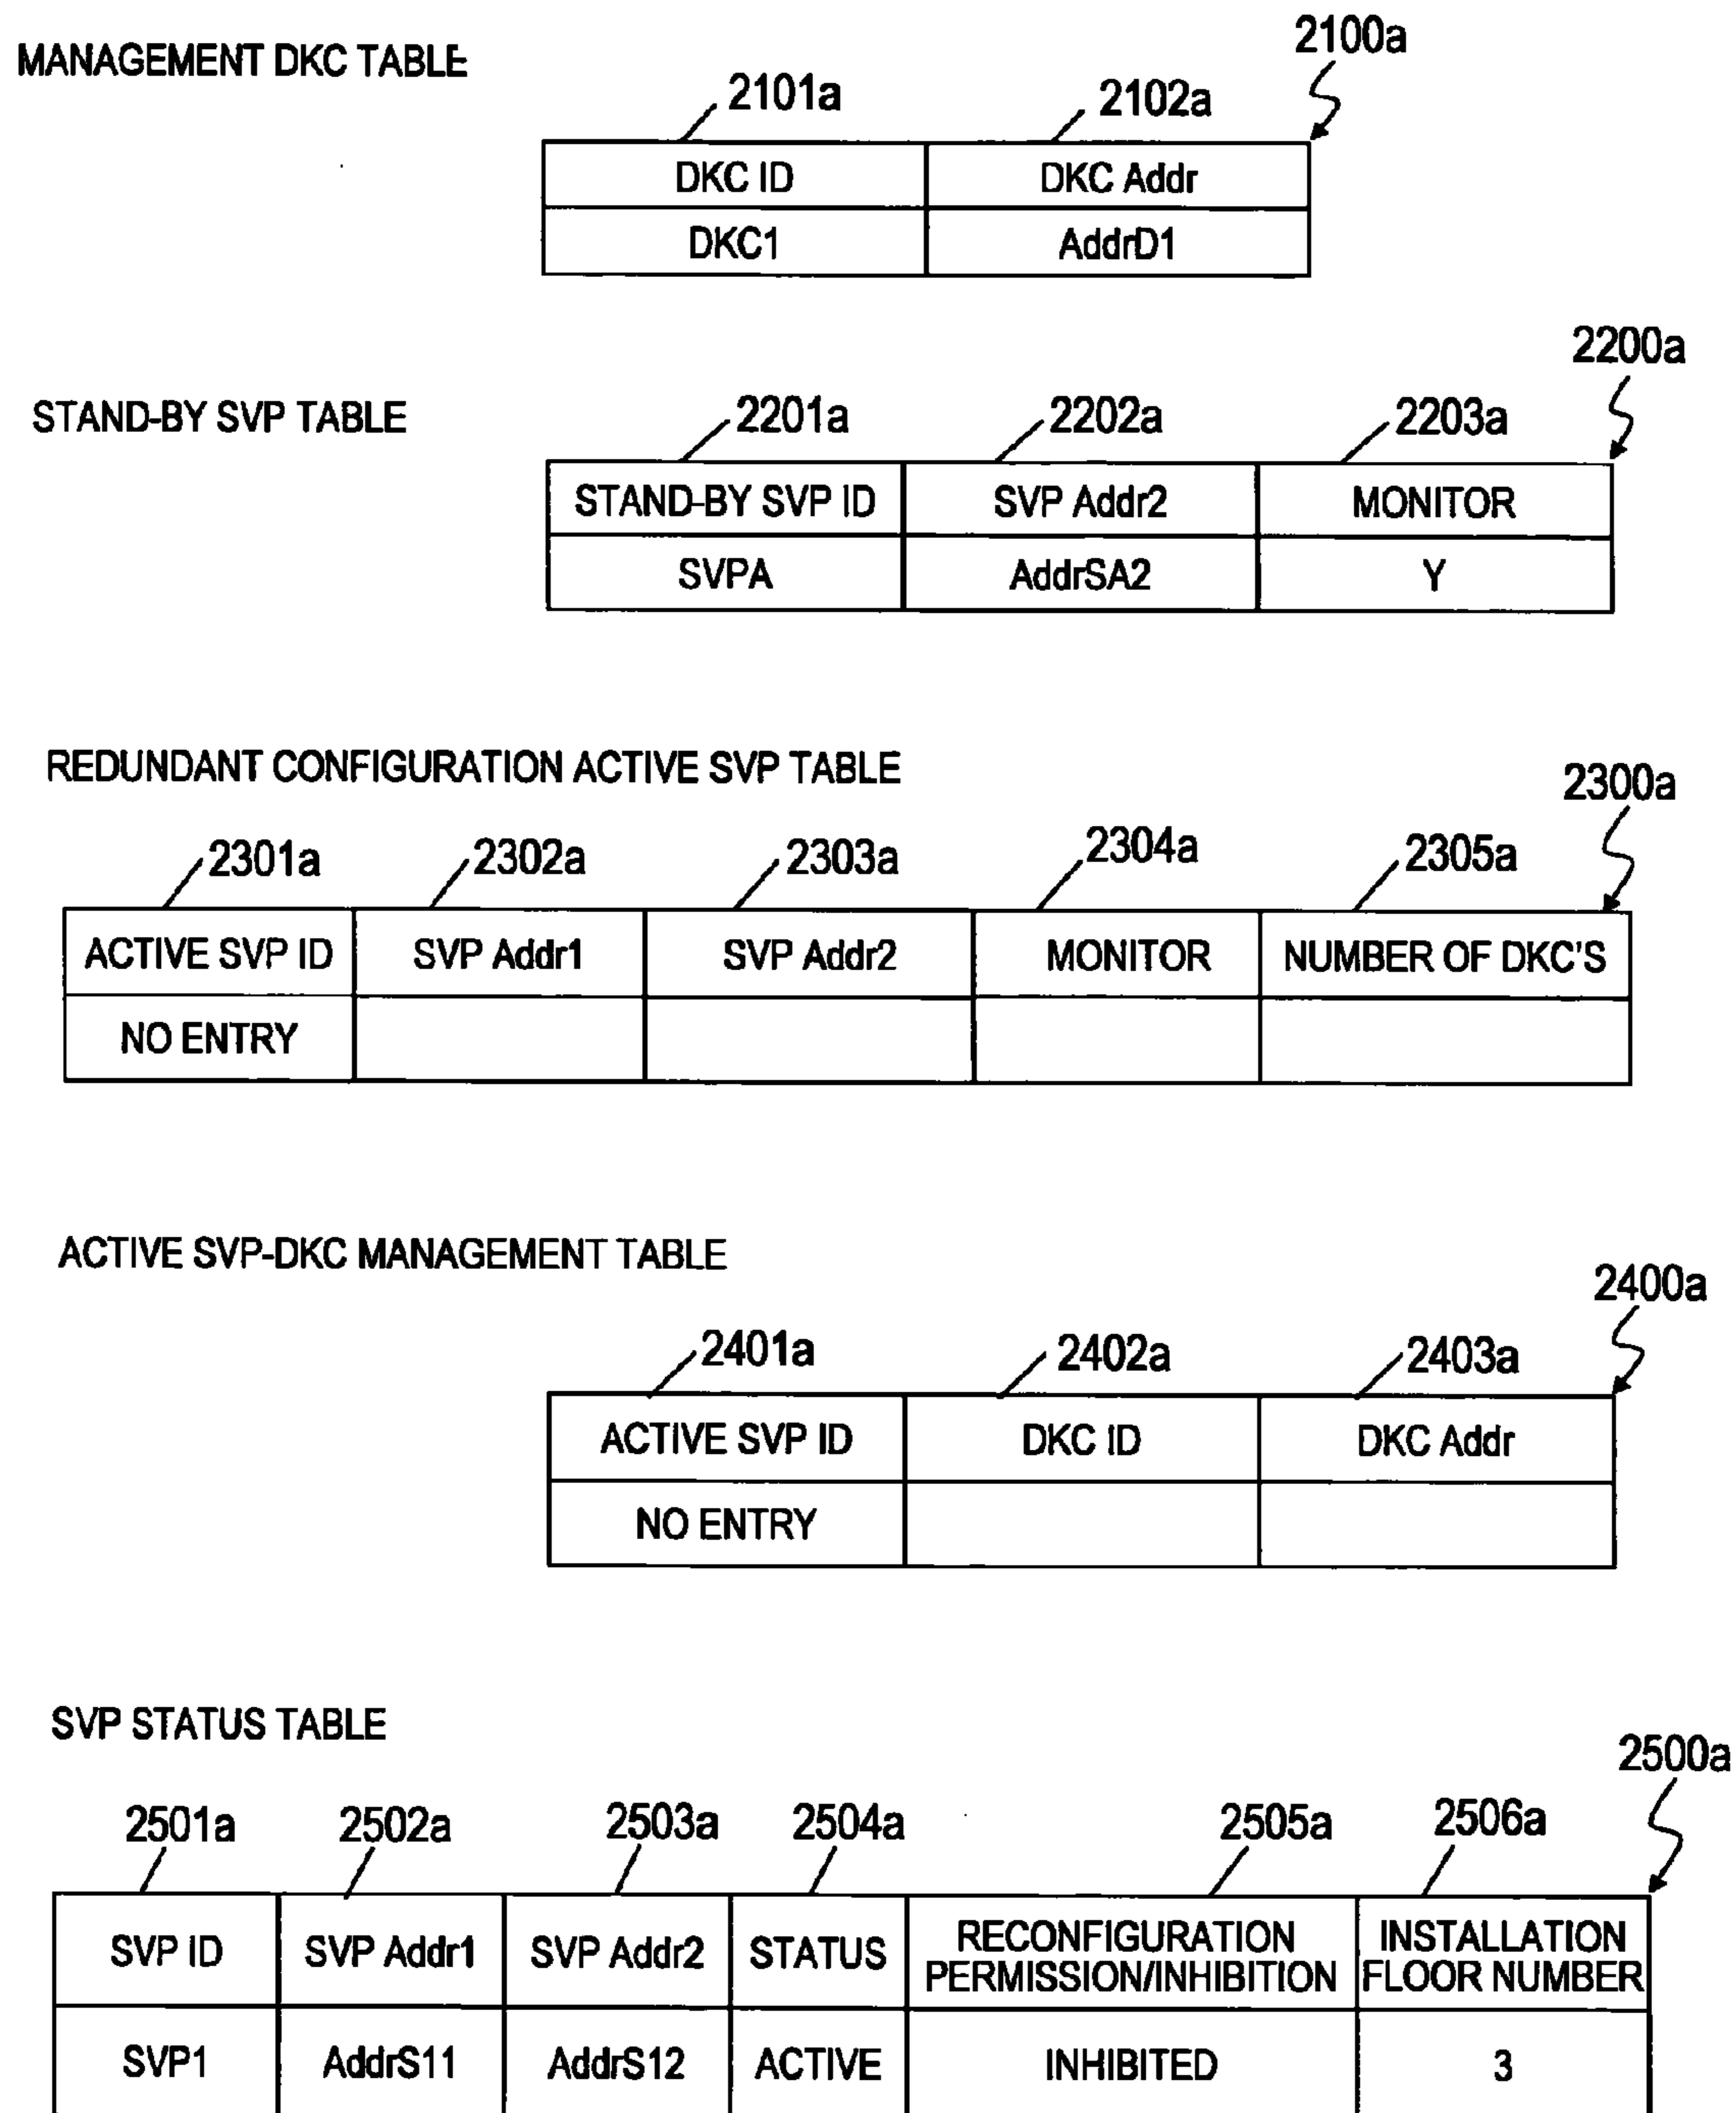 2100a
MANAGEMENT DKC TABLE
2101a 2102a
DKC ID DKC Addr
DKC1 AddrD1
2200a
STAND-BY SVP TABLE
2201a 2202a 2203a
STAND-BY SVP ID SVP Addr2 MONITOR
SVPA AddrSA2 Y
REDUNDANT CONFIGURATION ACTIVE SVP TABLE
2300a
2301a 2302a 2303a 2304a 2305a
ACTIVE SVP ID SVP Addr1 SVP Addr2 MONITOR NUMBER OF DKC'S
NO ENTRY
ACTIVE SVP-DKC MANAGEMENT TABLE
2400a
2401a 2402a 2403a
ACTIVE SVP ID DKC ID DKC Addr
NO ENTRY
SVP STATUS TABLE
2500a
2501a 2502a 2503a 2504a 2505a 2506a
SVP ID SVP Addr1 SVP Addr2 STATUS RECONFIGURATION PERMISSION/INHIBITION INSTALLATION FLOOR NUMBER
SVP1 AddrS11 AddrS12 ACTIVE INHIBITED 3